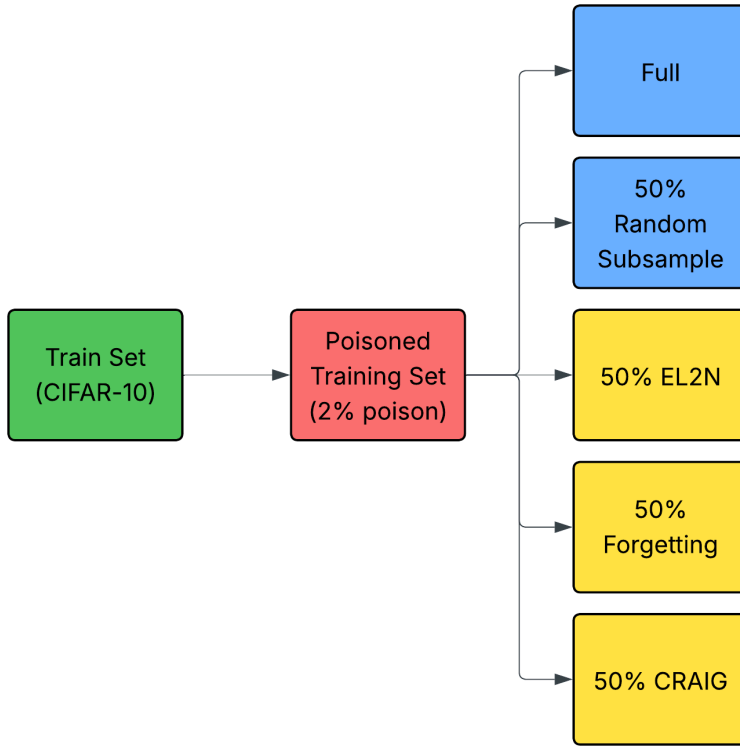 Full
50%
Random
Subsample
Train Set
(CIFAR-10)
Poisoned
Training Set
(2% poison)
50% EL2N
50%
Forgetting
50% CRAIG